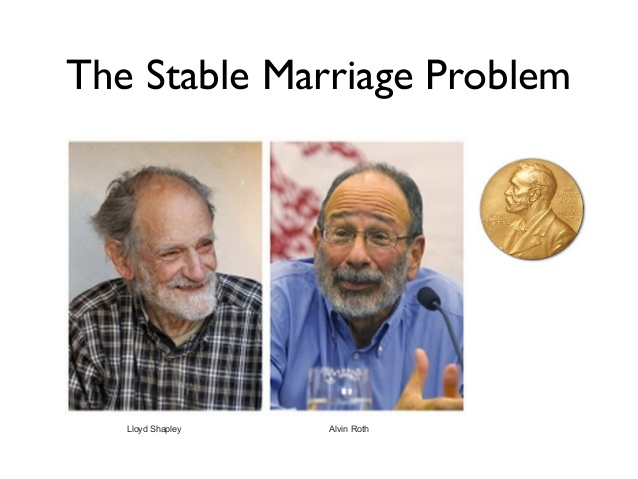 The Stable Marriage Problem
Lloyd Shapley
Alvin Roth